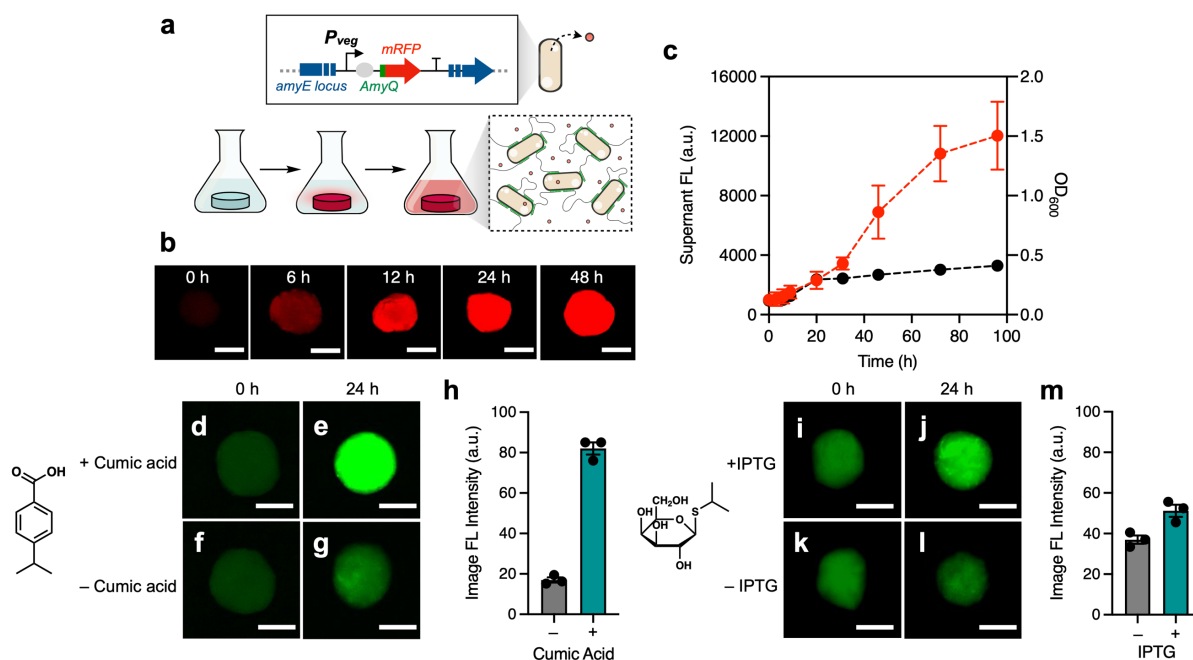 a
Pveg
mRFP
amyE locus
AmyQ
b
0 h
6 h
12 h
24 h
48 h
c
Supernant FL (a.u.)
16000
12000
8000
4000
0
0
20
40
60
80
100
Time (h)
2.0
1.5
1.0
0.5
0.0
OD600
0 h
24 h
d
e
+ Cumic acid
f
g
– Cumic acid
O
OH
h
Image FL Intensity (a.u.)
100
80
60
40
20
0
–
+
Cumic Acid
CH2OH
OH
OH
O
S
OH
0 h
24 h
i
j
+IPTG
k
l
– IPTG
m
Image FL Intensity (a.u.)
100
80
60
40
20
0
–
+
IPTG